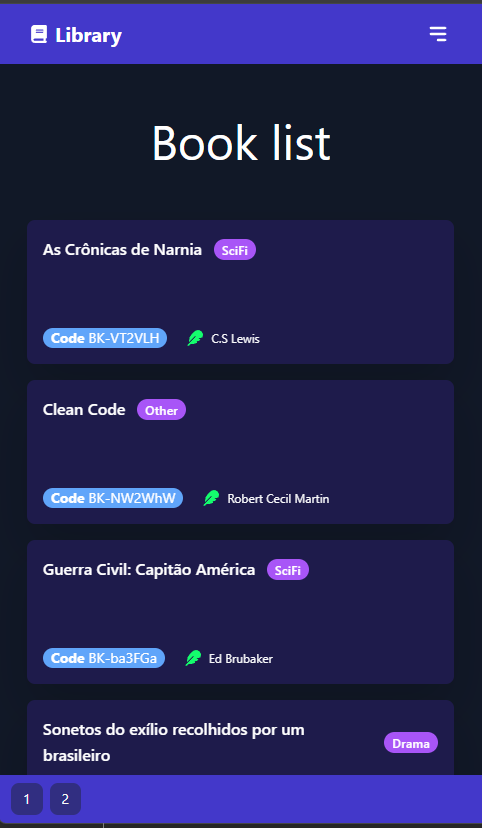 Library
Book list
As Crônicas de Narnia SciFi
Code BK-VT2VLH C.S Lewis
Clean Code Other
Code BK-NW2WhW Robert Cecil Martin
Guerra Civil: Capitão América SciFi
Code BK-ba3FGa Ed Brubaker
Sonetos do exílio recolhidos por um
brasileiro Drama
1 2